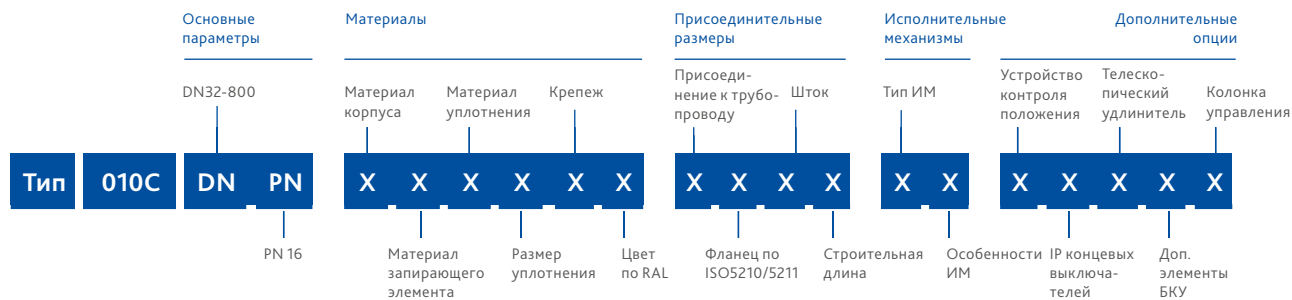 Основные
параметры
Материалы
Присоединительные
размеры
Исполнительные
механизмы
Дополнительные
опции
DN32-800
Материал
корпуса
Материал
уплотнения
Крепеж
Присоеди-
нение к трубо-
проводу
Шток
Тип ИМ
Устройство
контроля
положения
Телеско-
пический
удлинитель
Колонка
управления
Тип 010С DN PN X X X X X X X X X X X X X X X X X
PN 16
Материал
запирающего
элемента
Размер
уплотнения
Цвет
по RAL
Фланец по
ISO5210/5211
Строительная
длина
Особенности
ИМ
IP концевых
выключа-
телей
Доп.
элементы
БКУ